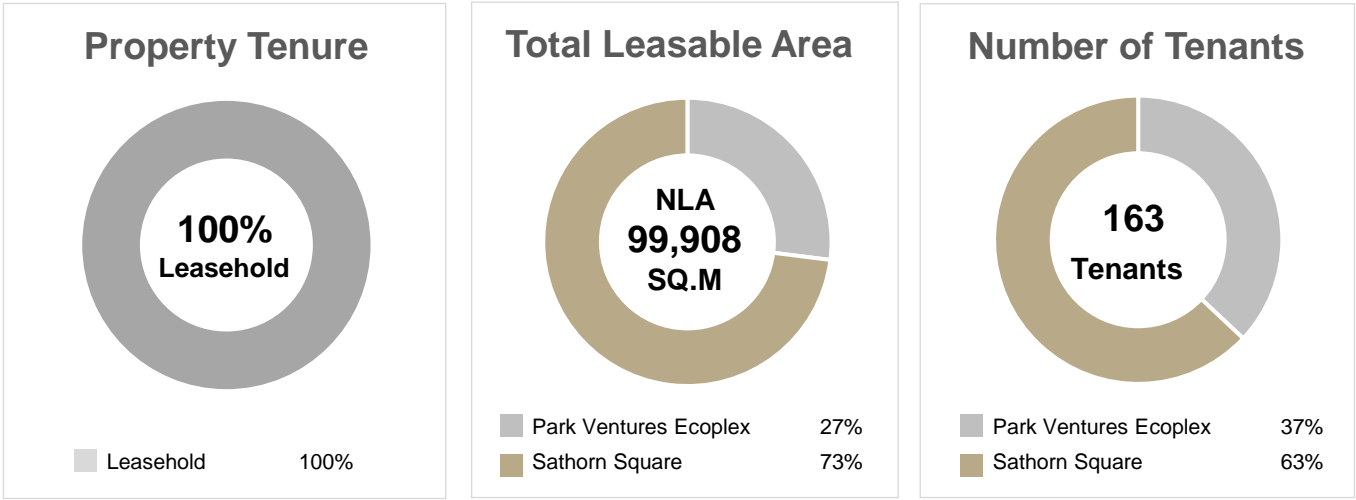 Property Tenure
100%
Leasehold
Leasehold 100%
Total Leasable Area
NLA
99,908
SQ.M
Park Ventures Ecoplex 27%
Sathorn Square 73%
Number of Tenants
163
Tenants
Park Ventures Ecoplex 37%
Sathorn Square 63%